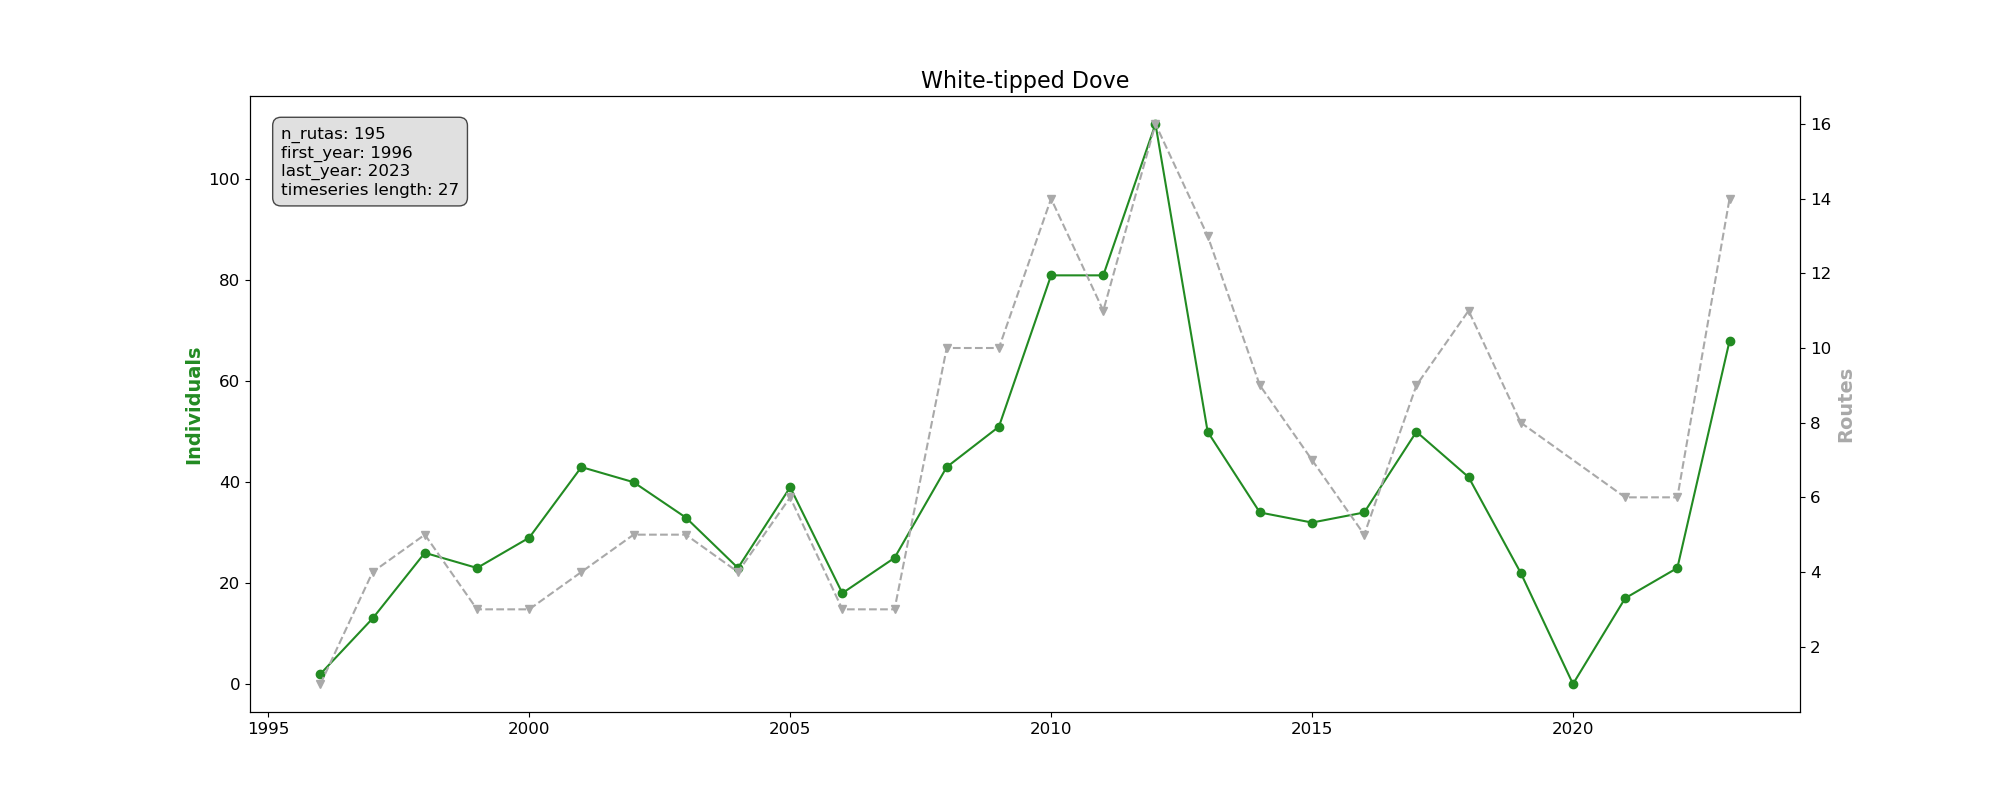 White-tipped Dove
n_rutas: 195
first_year: 1996
last_year: 2023
timeseries length: 27
Individuals
100
80
60
40
20
0
16
14
12
10
8
6
4
2
Routes
1995 2000 2005 2010 2015 2020